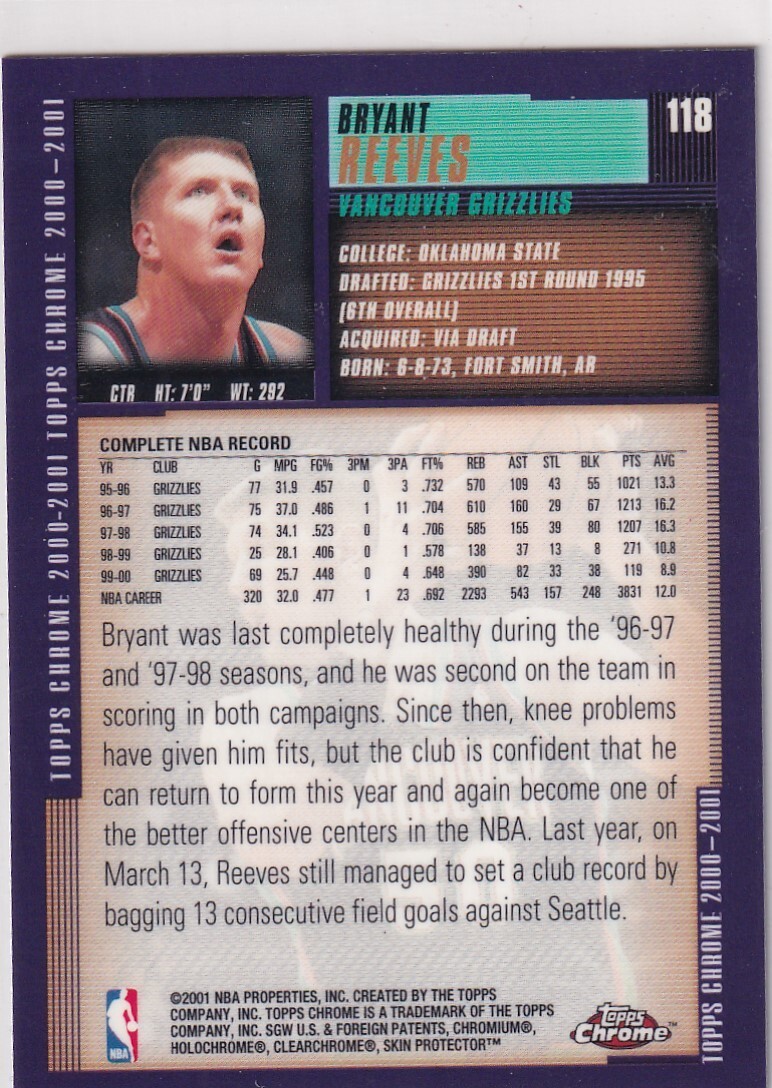 BRYANT
REEVES
118
VANCOUVER GRIZZLIES
COLLEGE: OKLAHOMA STATE
DRAFTED: GRIZZLIES 1ST ROUND 1995
(6TH OVERALL)
ACQUIRED: VIA DRAFT
BORN: 6-8-73, FORT SMITH, AR
CTR HT: 7'0" WT: 292
TOPPS CHROME 2000-2001 TOPPS CHROME 2000-2001
COMPLETE NBA RECORD
YR CLUB G MPG FG% 3PM 3PA FT% REB AST STL BLK PTS AVG
95-96 GRIZZLIES 77 31.9 .457 0 3 .732 570 109 43 55 1021 13.3
96-97 GRIZZLIES 75 37.0 .486 1 11 .704 610 160 29 67 1213 16.2
97-98 GRIZZLIES 74 34.1 .523 0 4 .706 585 155 39 80 1207 16.3
98-99 GRIZZLIES 25 28.1 .406 0 1 .578 138 37 13 8 271 10.8
99-00 GRIZZLIES 69 25.7 .448 0 4 .648 390 82 33 38 119 8.9
NBA CAREER 320 32.0 .477 1 23 .692 2293 543 157 248 3831 12.0
Bryant was last completely healthy during the '96-97
and '97-98 seasons, and he was second on the team in
scoring in both campaigns. Since then, knee problems
have given him fits, but the club is confident that he
can return to form this year and again become one of
the better offensive centers in the NBA. Last year, on
March 13, Reeves still managed to set a club record by
bagging 13 consecutive field goals against Seattle.
TOPPS CHROME 2000-2001
NBA
©2001 NBA PROPERTIES, INC. CREATED BY THE TOPPS
COMPANY, INC. TOPPS CHROME IS A TRADEMARK OF THE TOPPS
COMPANY, INC. SGW U.S. & FOREIGN PATENTS, CHROMIUM®,
HOLOCHROME®, CLEARCHROME®, SKIN PROTECTOR™
Topps
Chrome™